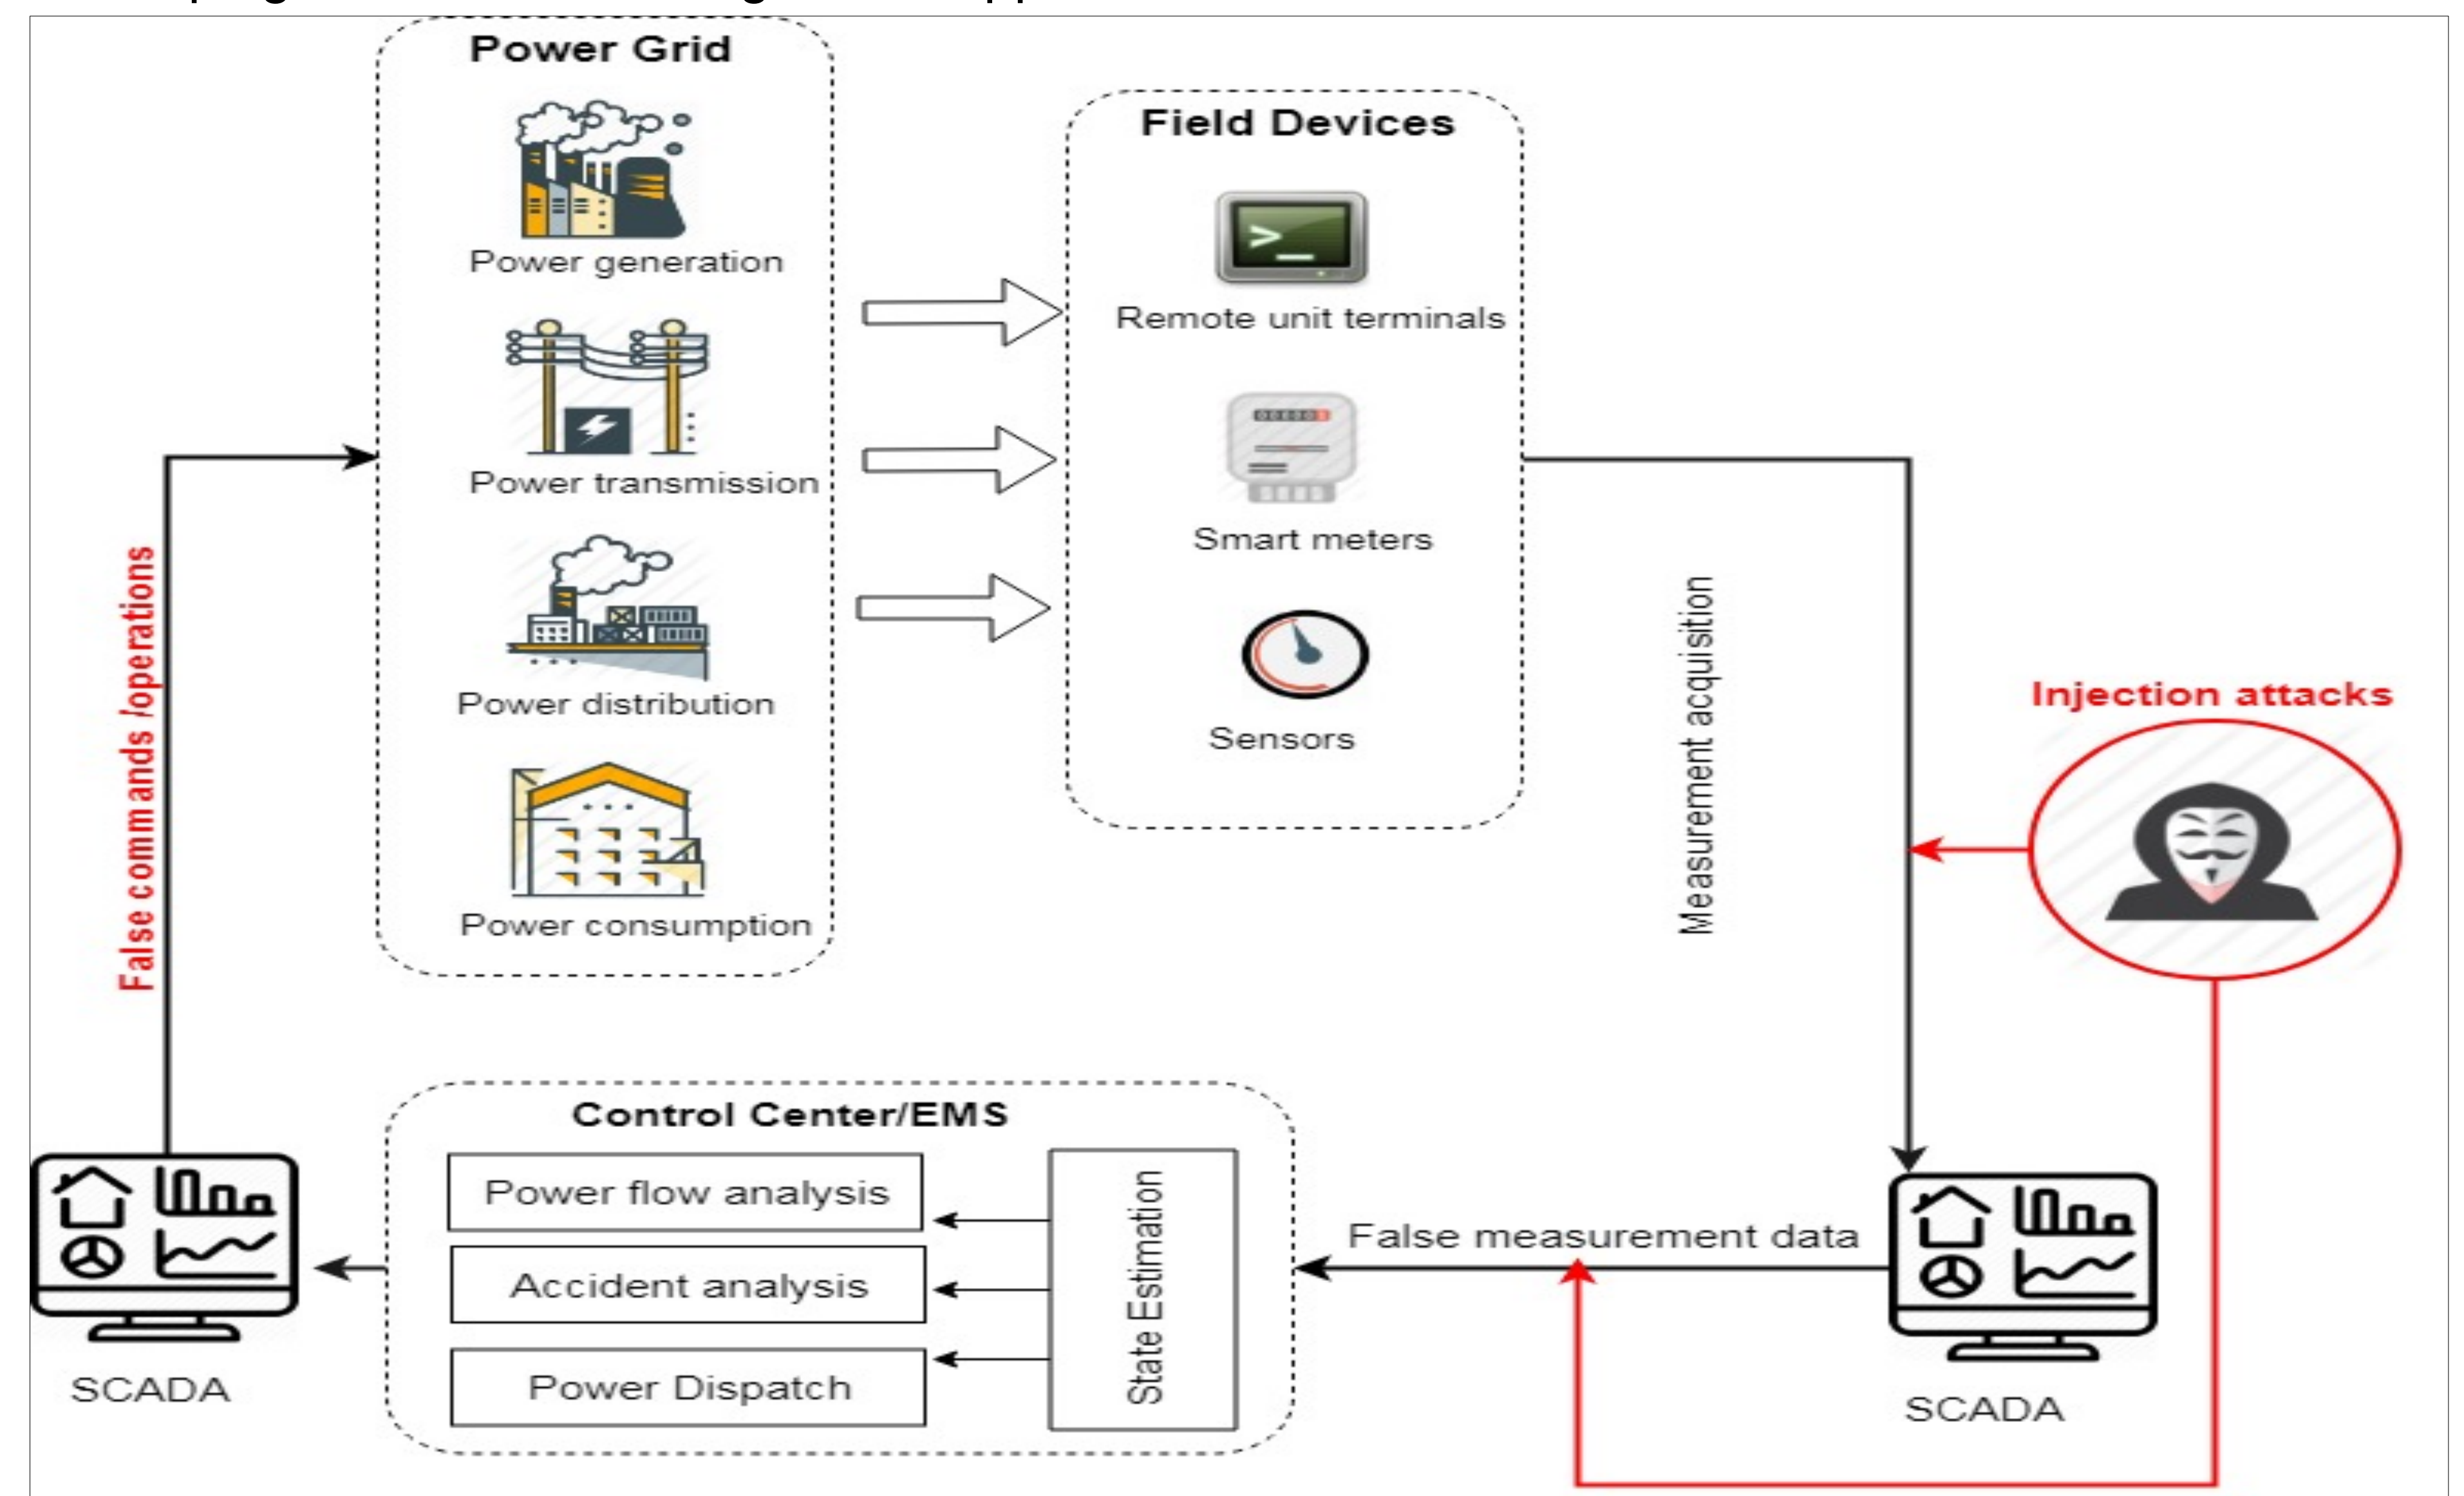 Power Grid
Power generation
Power transmission
Power distribution
Power consumption
Field Devices
Remote unit terminals
Smart meters
Sensors
Measurement acquisition
Injection attacks
False commands /operations
Control Center/EMS
Power flow analysis
Accident analysis
Power Dispatch
State Estimation
False measurement data
SCADA
SCADA